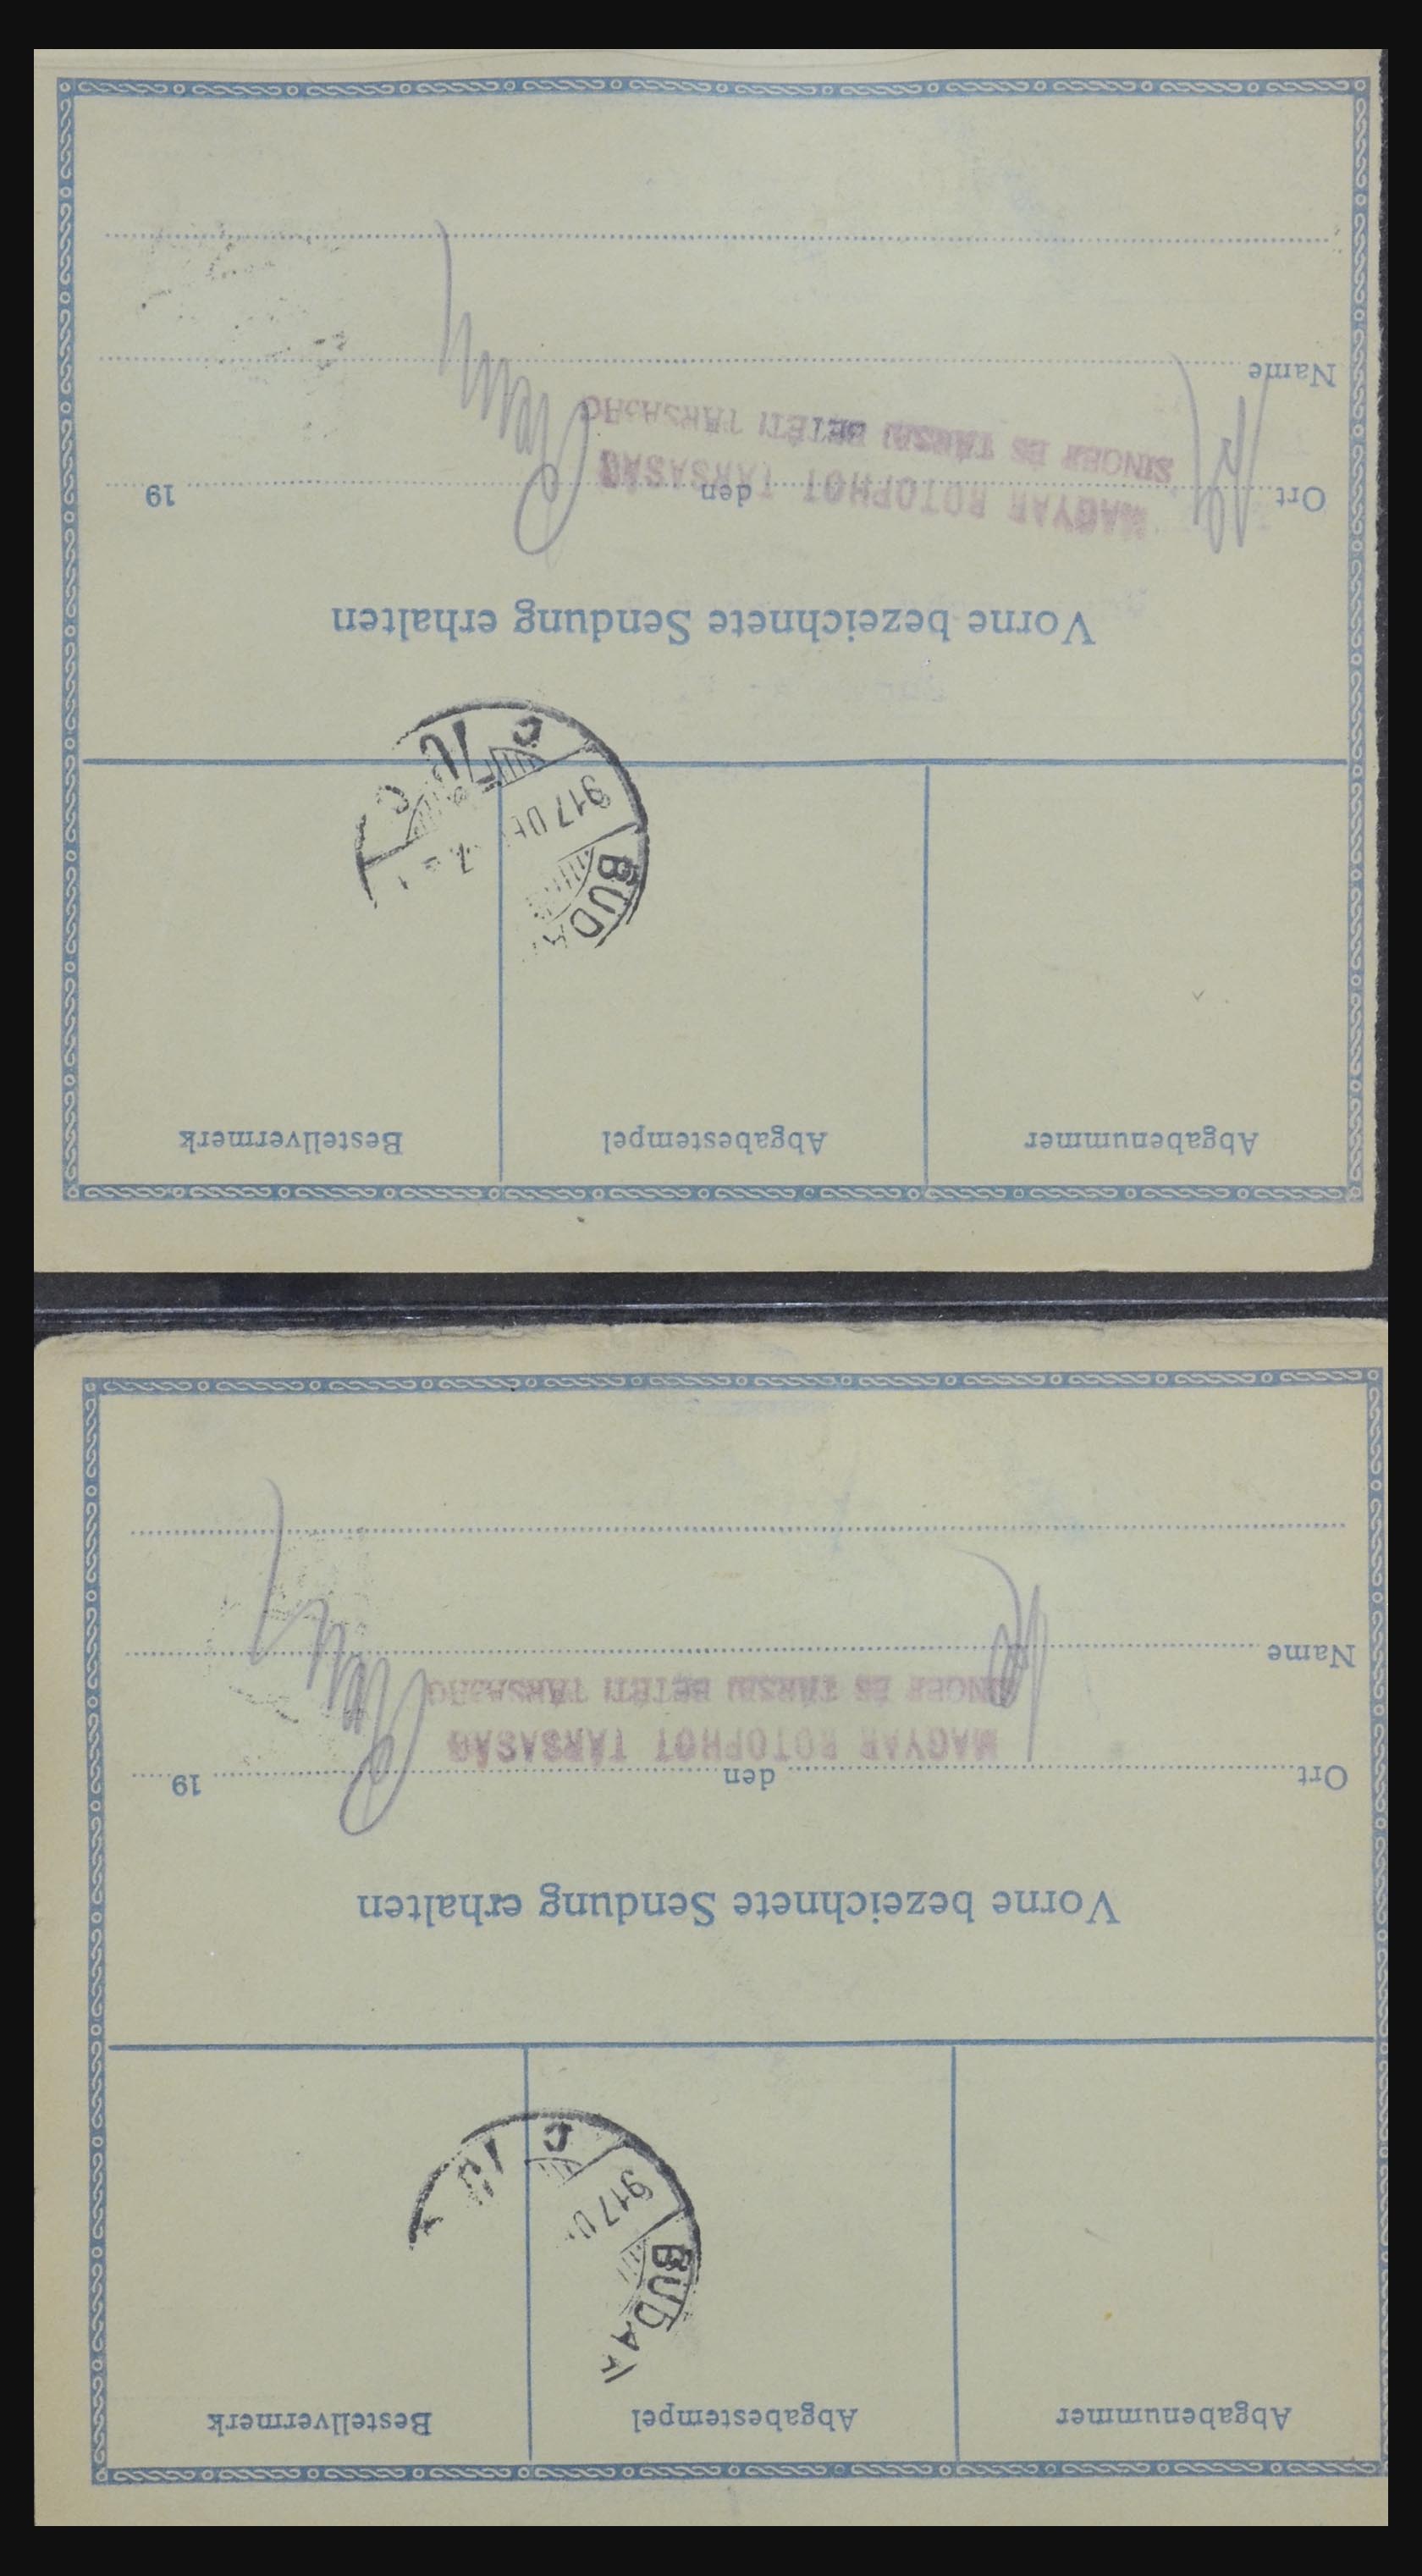 Abgabenummer Abgabestempel Bestellvermerk
BUDA
917
C
Vorne bezeichnete Sendung erhalten
Ort den 19
MAGYAR ROTOPHOT TÁRSASÁG
SINGER ÉS TÁRSAI BETÉTI TÁRSASÁG
Name
Abgabenummer Abgabestempel Bestellvermerk
BUDA
917
C
Vorne bezeichnete Sendung erhalten
Ort den 19
MAGYAR ROTOPHOT TÁRSASÁG
SINGER ÉS TÁRSAI BETÉTI TÁRSASÁG
Name